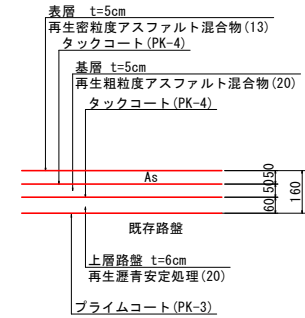 表層 t=5cm
再生密粒度アスファルト混合物(13)
タックコート(PK-4)
基層 t=5cm
再生粗粒度アスファルト混合物(20)
タックコート(PK-4)
As
50
50
60
160
既存路盤
上層路盤 t=6cm
再生瀝青安定処理(20)
プライムコート(PK-3)